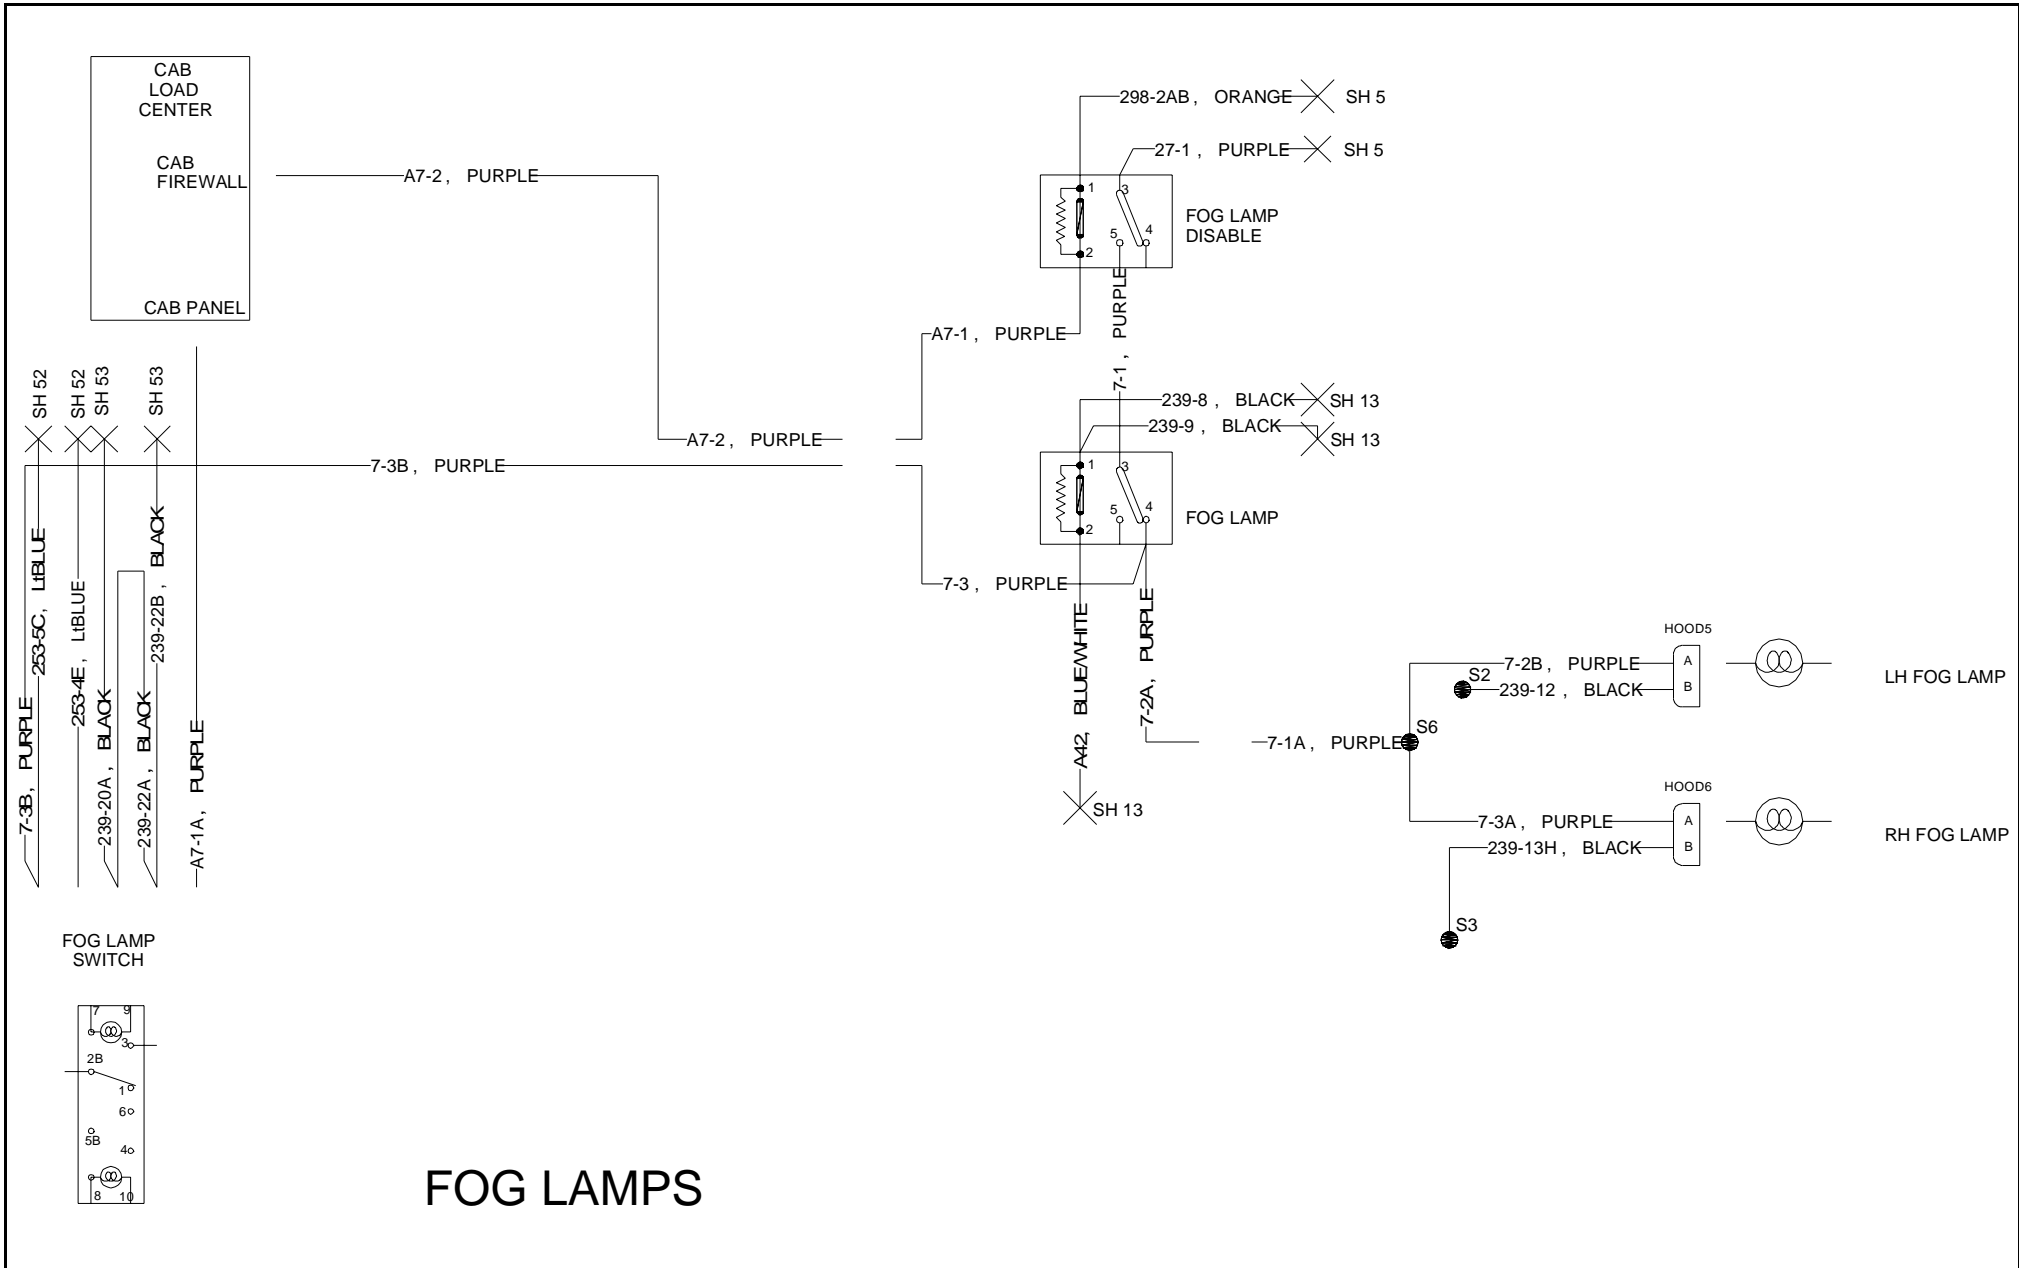 CAB
LOAD
CENTER
CAB
FIREWALL
CAB PANEL
A7-2, PURPLE
298-2AB, ORANGE
SH 5
27-1, PURPLE
SH 5
1
3
5
4
2
FOG LAMP
DISABLE
7-1, PURPLE
A7-1, PURPLE
SH 52
SH 52
SH 53
SH 53
239-8, BLACK
SH 13
239-9, BLACK
SH 13
A7-2, PURPLE
7-3B, PURPLE
1
3
5
4
2
FOG LAMP
7-3, PURPLE
7-3B, PURPLE
253-5C, LtBLUE
253-4E, LtBLUE
239-20A, BLACK
239-22A, BLACK
239-22B, BLACK
A7-1A, PURPLE
A42, BLUE/WHITE
SH 13
7-2A, PURPLE
7-1A, PURPLE
S6
HOOD5
7-2B, PURPLE
A
S2
239-12, BLACK
B
LH FOG LAMP
HOOD6
7-3A, PURPLE
A
239-13H, BLACK
B
RH FOG LAMP
S3
FOG LAMP
SWITCH
7
9
3
2B
1
6
5B
4
8
10
FOG LAMPS